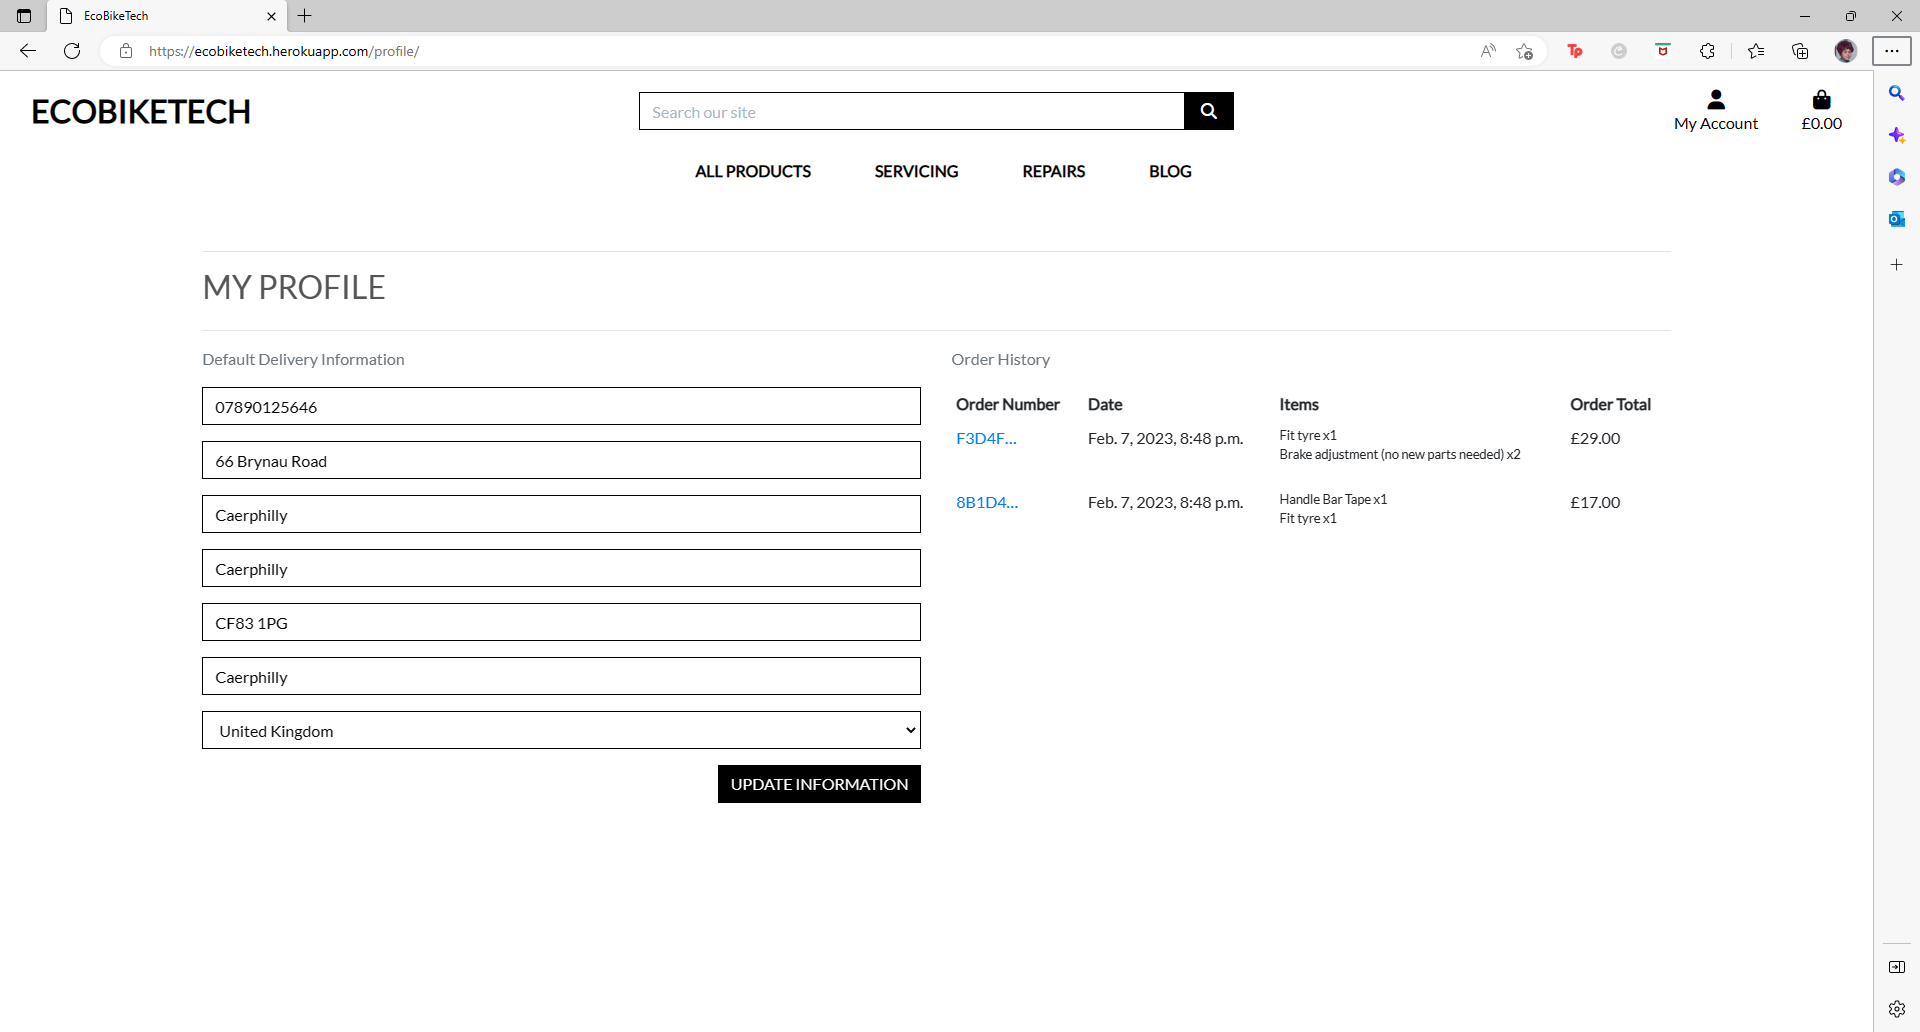 EcoBikeTech
https://ecobiketech.herokuapp.com/profile/
ECOBIKETECH
Search our site
My Account
£0.00
ALL PRODUCTS
SERVICING
REPAIRS
BLOG
MY PROFILE
Default Delivery Information
07890125646
66 Brynau Road
Caerphilly
Caerphilly
CF83 1PG
Caerphilly
United Kingdom
UPDATE INFORMATION
Order History
Order Number Date Items Order Total
F3D4F... Feb. 7, 2023, 8:48 p.m. Fit tyre x1 £29.00
Brake adjustment (no new parts needed) x2
8B1D4... Feb. 7, 2023, 8:48 p.m. Handle Bar Tape x1 £17.00
Fit tyre x1